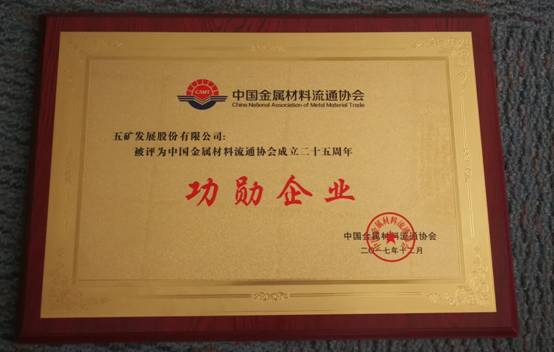 CAMT
中国金属材料流通协会
China National Association of Metal Material Trade
五矿发展股份有限公司:
被评为中国金属材料流通协会成立二十五周年
功勋企业
中国金属材料流通协会
二〇一七年十二月